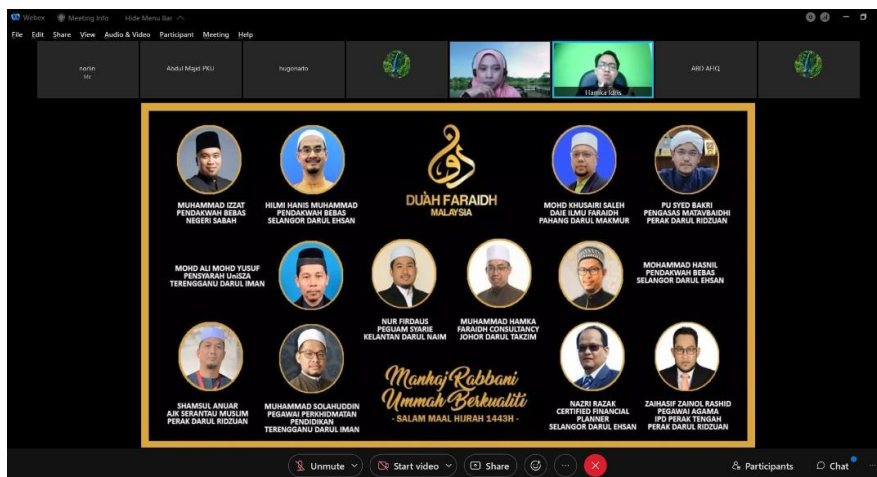 Webex
Meeting Info
Hide Menu Bar
File Edit Share View Audio & Video Participant Meeting Help
norlin
Me
Abdul Majid PKU
hugonaito
Hamka Idris
ABD AFIQ
DUÄH FARAIDH
MALAYSIA
MUHAMMAD IZZAT
PENDAKWAH BEBAS
NEGERI SABAH
HILMI HANIS MUHAMMAD
PENDAKWAH BEBAS
SELANGOR DARUL EHSAN
MOHD KHUSAIRI SALEH
DAIE ILMU FARAIDH
PAHANG DARUL MAKMUR
PU SYED BAKRI
PENGASAS MATAVBAIDHI
PERAK DARUL RIDZUAN
MOHD ALI MOHD YUSUF
PENSYARAH UniSZA
TERENGGANU DARUL IMAN
NUR FIRDAUS
PEGUAM SYARIE
KELANTAN DARUL NAIM
MUHAMMAD HAMKA
FARAIDH CONSULTANCY
JOHOR DARUL TAKZIM
MOHAMMAD HASNIL
PENDAKWAH BEBAS
SELANGOR DARUL EHSAN
SHAMSUL ANUAR
AJK SERANTAU MUSLIM
PERAK DARUL RIDZUAN
MUHAMMAD SOLAHUDDIN
PEGAWAI PERKHIDMATAN
PENDIDIKAN
TERENGGANU DARUL IMAN
Manhaj Rabbani
Ummah Berkualiti
- SALAM MAAL HIJRAH 1443H -
NAZRI RAZAK
CERTIFIED FINANCIAL
PLANNER
SELANGOR DARUL EHSAN
ZAIHASIF ZAINOL RASHID
PEGAWAI AGAMA
IPD PERAK TENGAH
PERAK DARUL RIDZUAN
Unmute
Start video
Share
Participants
Chat